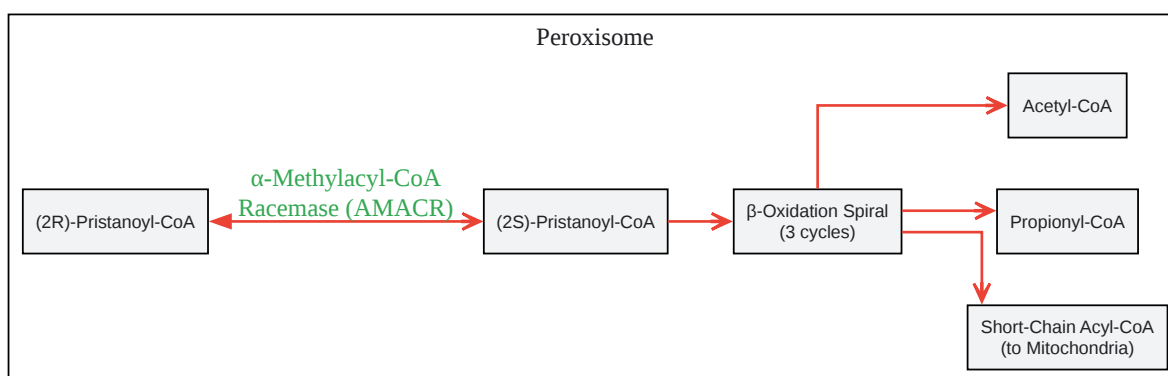 Peroxisome
Acetyl-CoA
α-Methylacyl-CoA
Racemase (AMACR)
(2R)-Pristanoyl-CoA
(2S)-Pristanoyl-CoA
β-Oxidation Spiral
(3 cycles)
Propionyl-CoA
Short-Chain Acyl-CoA
(to Mitochondria)